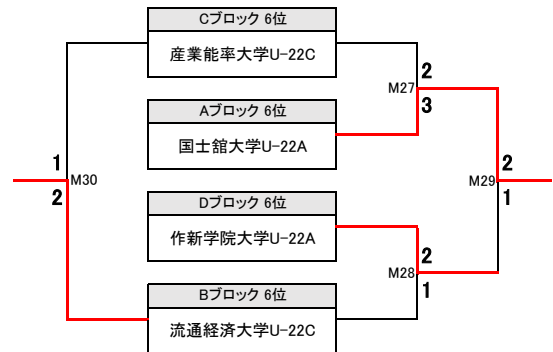 Cブロック 6位
産業能率大学U-22C
2
M27
3
Aブロック 6位
国士舘大学U-22A
1
M30
2
2
M29
1
Dブロック 6位
作新学院大学U-22A
2
M28
1
Bブロック 6位
流通経済大学U-22C